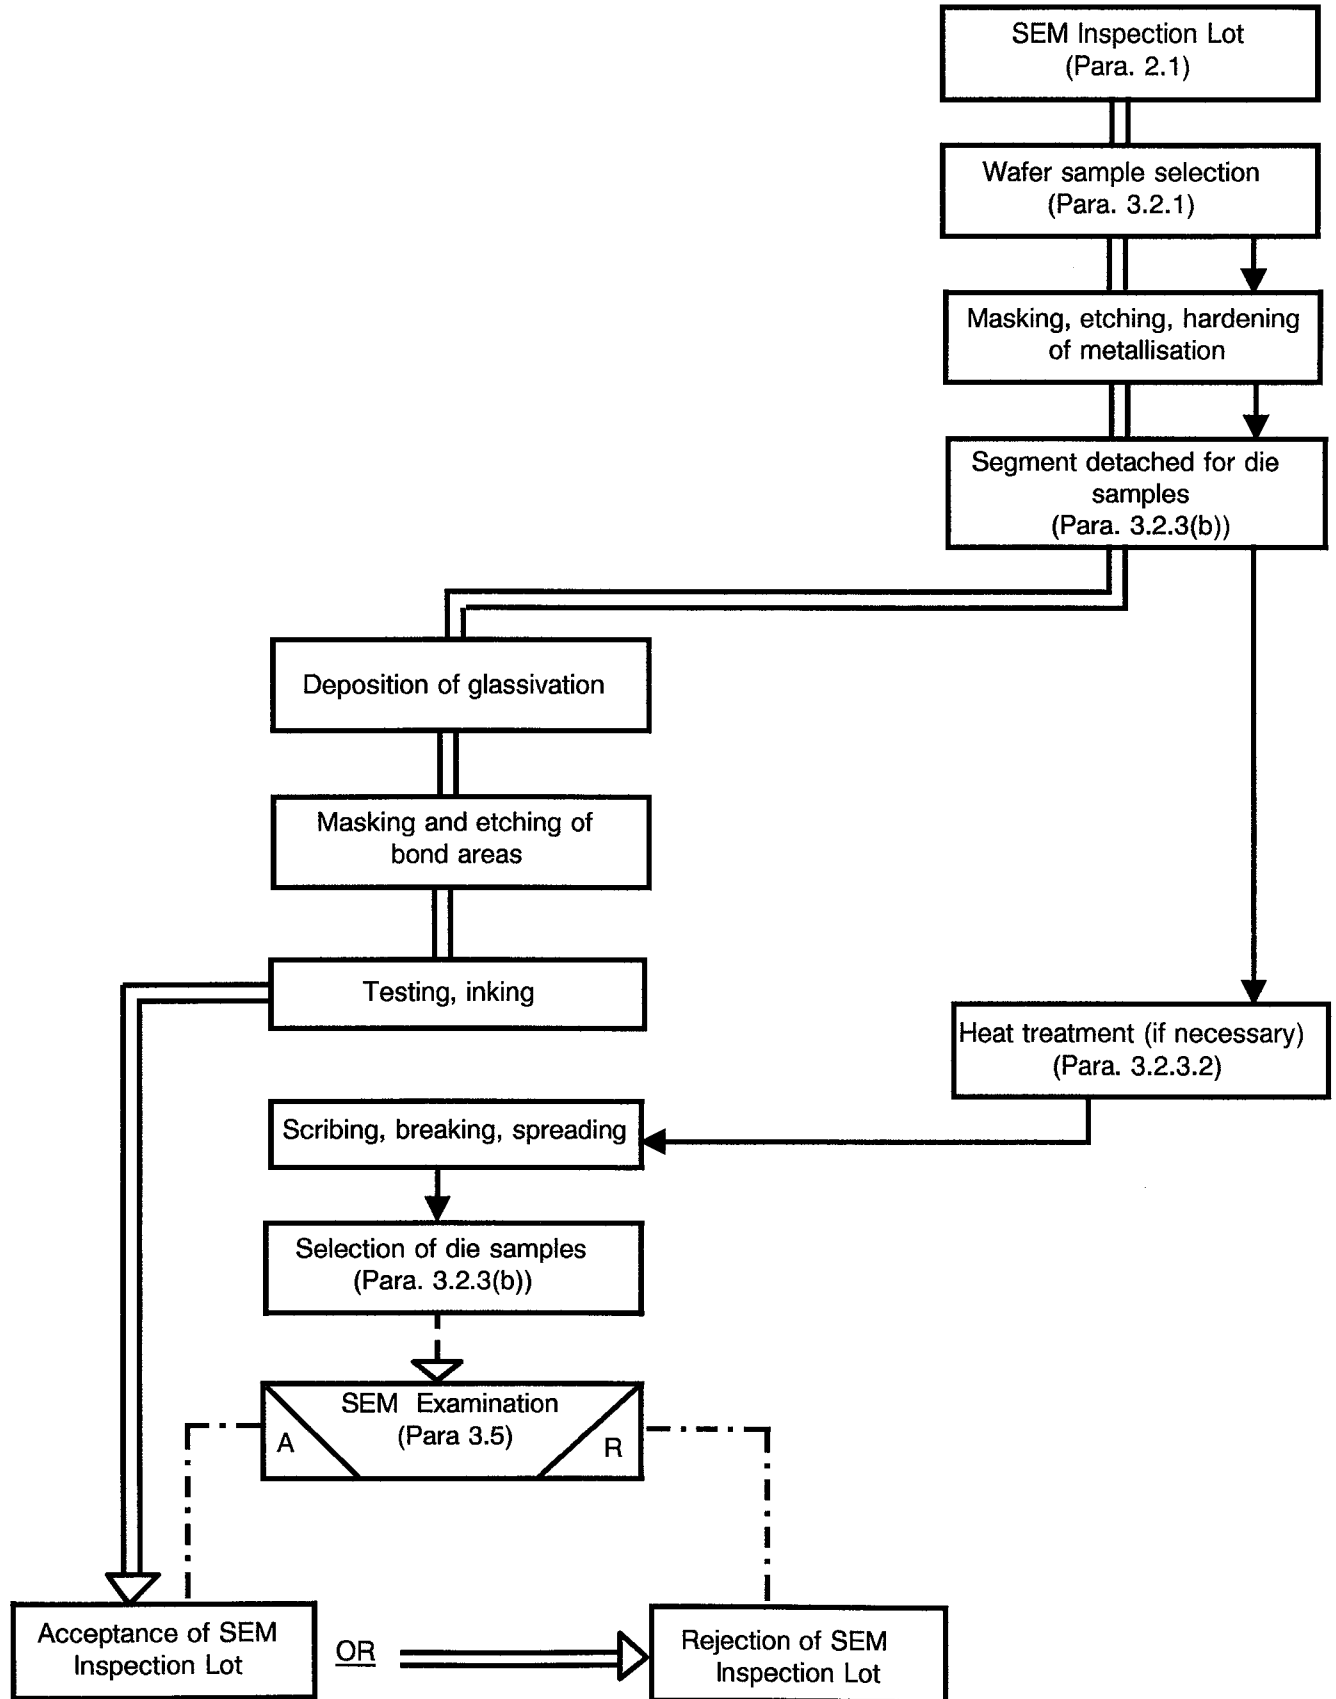 SEM Inspection Lot
(Para. 2.1)
Wafer sample selection
(Para. 3.2.1)
Masking, etching, hardening
of metallisation
Segment detached for die
samples
(Para. 3.2.3(b))
Deposition of glassivation
Masking and etching of
bond areas
Testing, inking
Heat treatment (if necessary)
(Para. 3.2.3.2)
Scribing, breaking, spreading
Selection of die samples
(Para. 3.2.3(b))
SEM Examination
(Para 3.5)
A
R
Acceptance of SEM
Inspection Lot
OR
Rejection of SEM
Inspection Lot